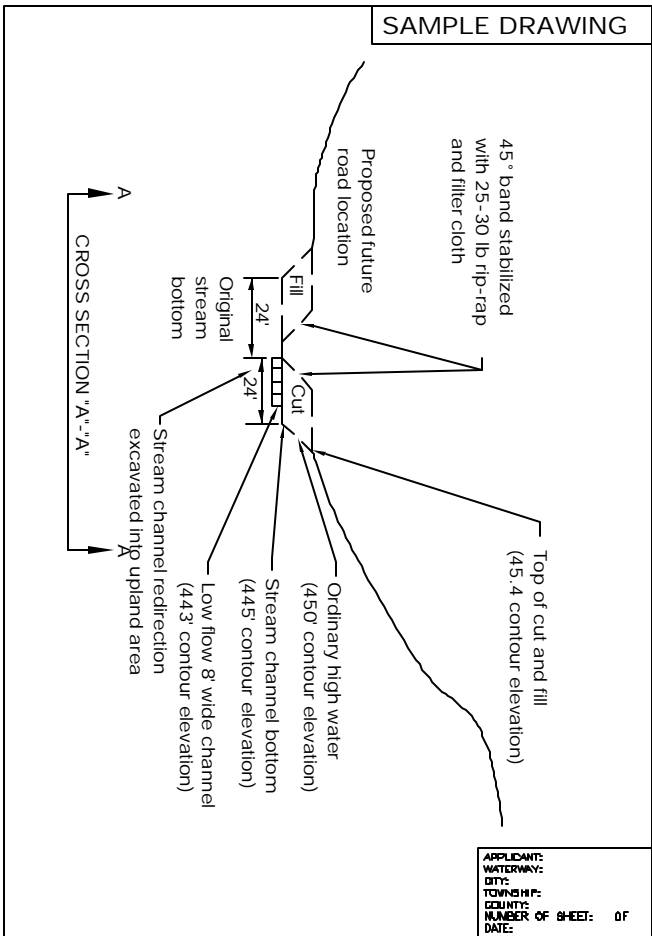 SAMPLE DRAWING
45° band stabilized
with 25-30 lb rip-rap
and filter cloth
Proposed future
road location
Fill
24'
Original
stream
bottom
Cut
24'
Top of cut and fill
(45.4 contour elevation)
Ordinary high water
(450' contour elevation)
Stream channel bottom
(445' contour elevation)
Low flow 8' wide channel
(443' contour elevation)
Stream channel redirection
excavated into upland area
A
A
CROSS SECTION "A"-"A"
APPLICANT:
WATERWAY:
CITY:
TOWNSHIP:
COUNTY:
NUMBER OF SHEET: OF
DATE: